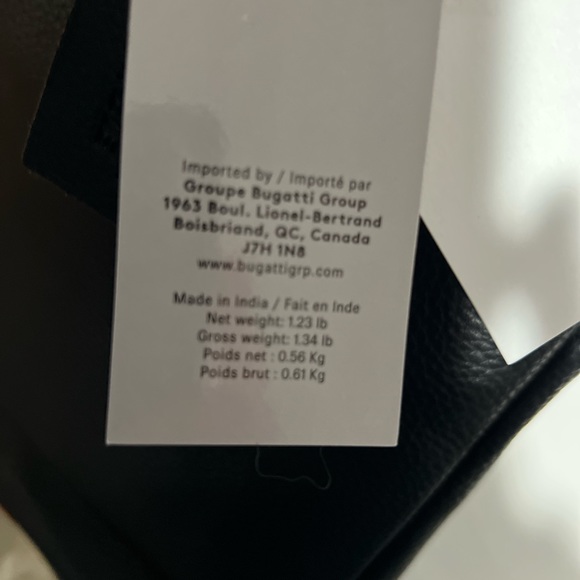 Imported by / Importé par
Groupe Bugatti Group
1963 Boul. Lionel-Bertrand
Boisbriand, QC, Canada
J7H 1N8
www.bugattigrp.com
Made in India / Fait en Inde
Net weight: 1.23 lb
Gross weight: 1.34 lb
Poids net : 0.56 Kg
Poids brut : 0.61 Kg